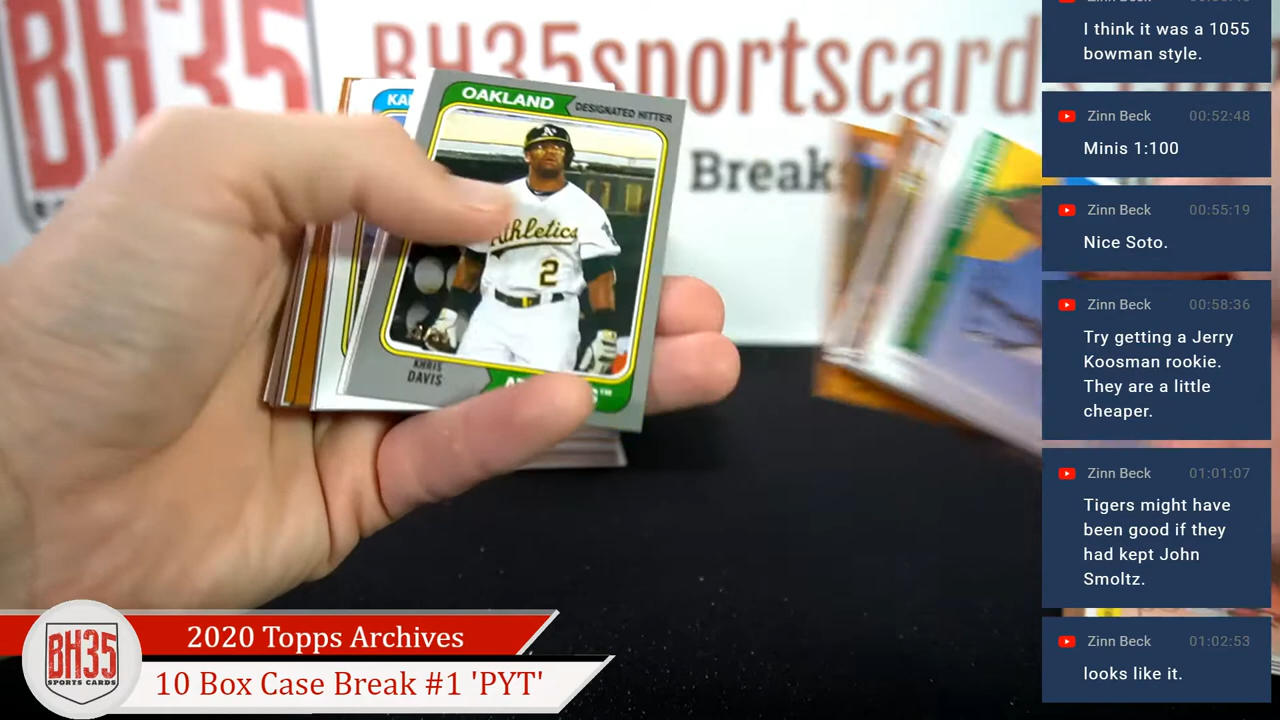 BH35
BH35sportscard
Break
OAKLAND
DESIGNATED HITTER
Athletics
2
KHRIS
DAVIS
I think it was a 1055
bowman style.
Zinn Beck 00:52:48
Minis 1:100
Zinn Beck 00:55:19
Nice Soto.
Zinn Beck 00:58:36
Try getting a Jerry
Koosman rookie.
They are a little
cheaper.
Zinn Beck 01:01:07
Tigers might have
been good if they
had kept John
Smoltz.
Zinn Beck 01:02:53
looks like it.
BH35
SPORTS CARDS
2020 Topps Archives
10 Box Case Break #1 'PYT'